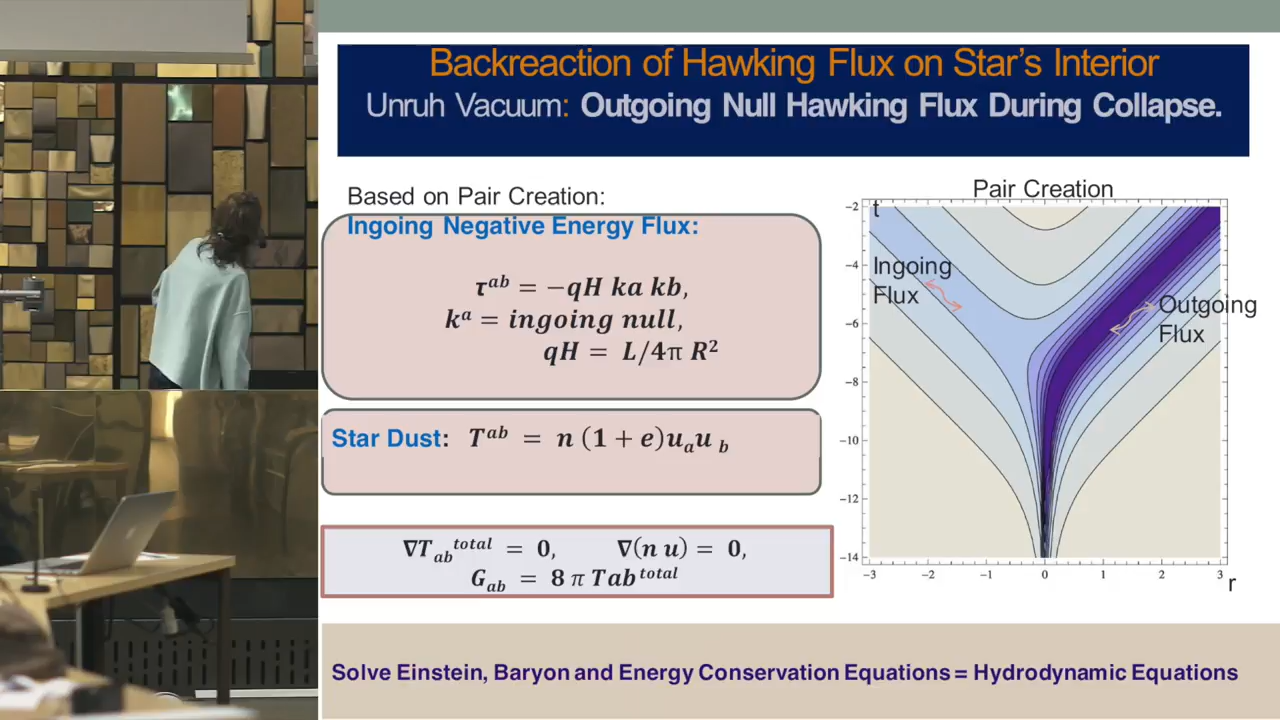 Backreaction of Hawking Flux on Star's Interior
Unruh Vacuum: Outgoing Null Hawking Flux During Collapse.
Based on Pair Creation:
Ingoing Negative Energy Flux:
τ^ab = −qH ka kb,
k^a = ingoing null,
qH = L/4π R^2
Star Dust: T^ab = n (1 + e)u_a u_b
∇T_ab^total = 0, ∇(n u) = 0,
G_ab = 8 π Tab^total
Pair Creation
t
Ingoing
Flux
Outgoing
Flux
−2
−4
−6
−8
−10
−12
−14
−3 −2 −1 0 1 2 3
r
Solve Einstein, Baryon and Energy Conservation Equations = Hydrodynamic Equations